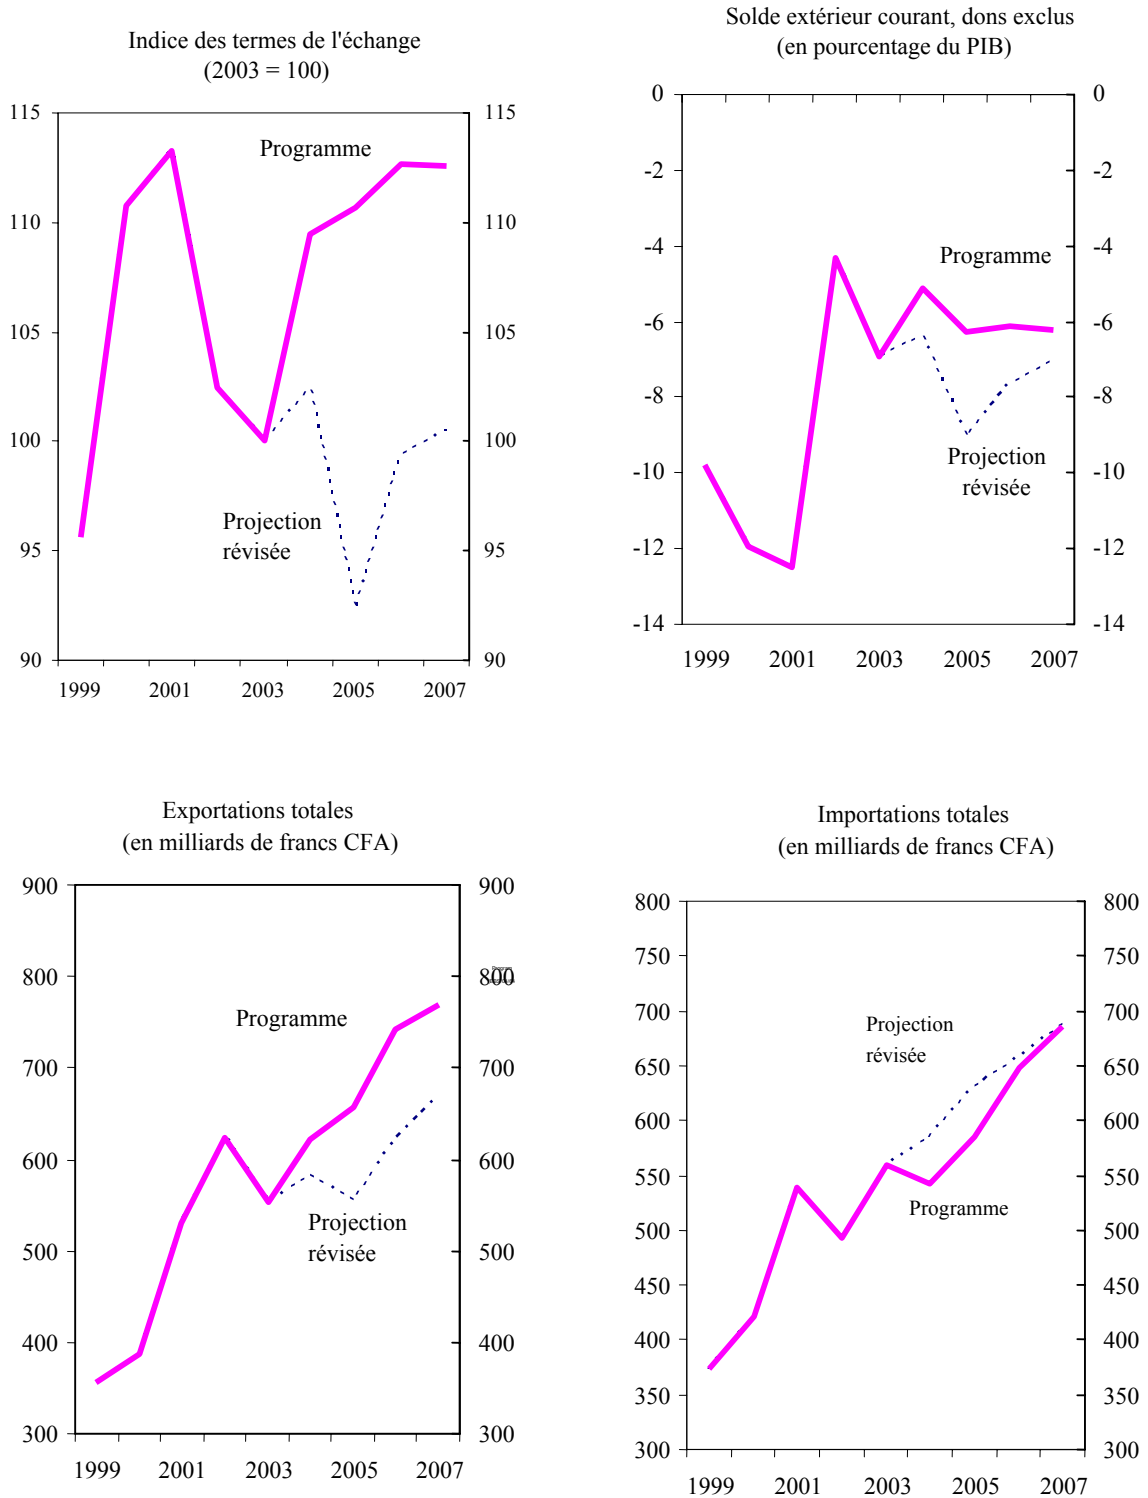 Indice des termes de l'échange
(2003 = 100)
115
110
105
100
95
90
115
110
105
100
95
90
Programme
Projection
révisée
1999 2001 2003 2005 2007
Solde extérieur courant, dons exclus
(en pourcentage du PIB)
0
-2
-4
-6
-8
-10
-12
-14
0
-2
-4
-6
-8
-10
-12
-14
Programme
Projection
révisée
1999 2001 2003 2005 2007
Exportations totales
(en milliards de francs CFA)
900
800
700
600
500
400
300
900
800
700
600
500
400
300
Programme
Projection
révisée
1999 2001 2003 2005 2007
Importations totales
(en milliards de francs CFA)
800
750
700
650
600
550
500
450
400
350
300
800
750
700
650
600
550
500
450
400
350
300
Projection
révisée
Programme
1999 2001 2003 2005 2007